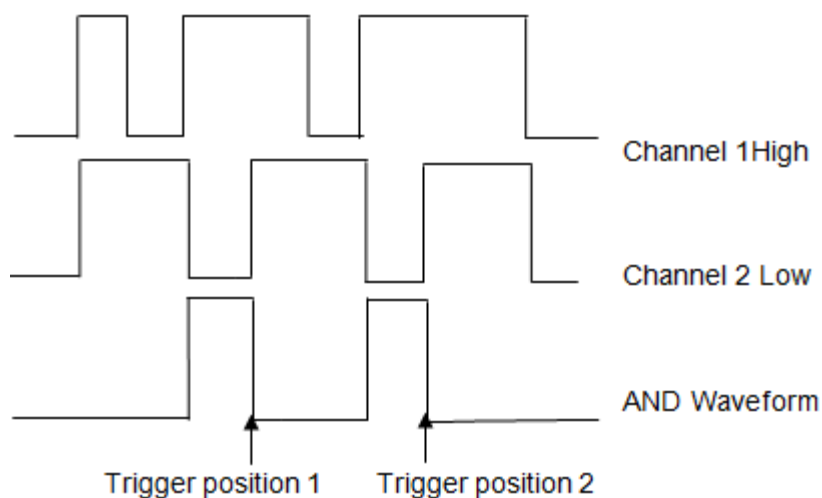 Channel 1High
Channel 2 Low
AND Waveform
Trigger position 1
Trigger position 2